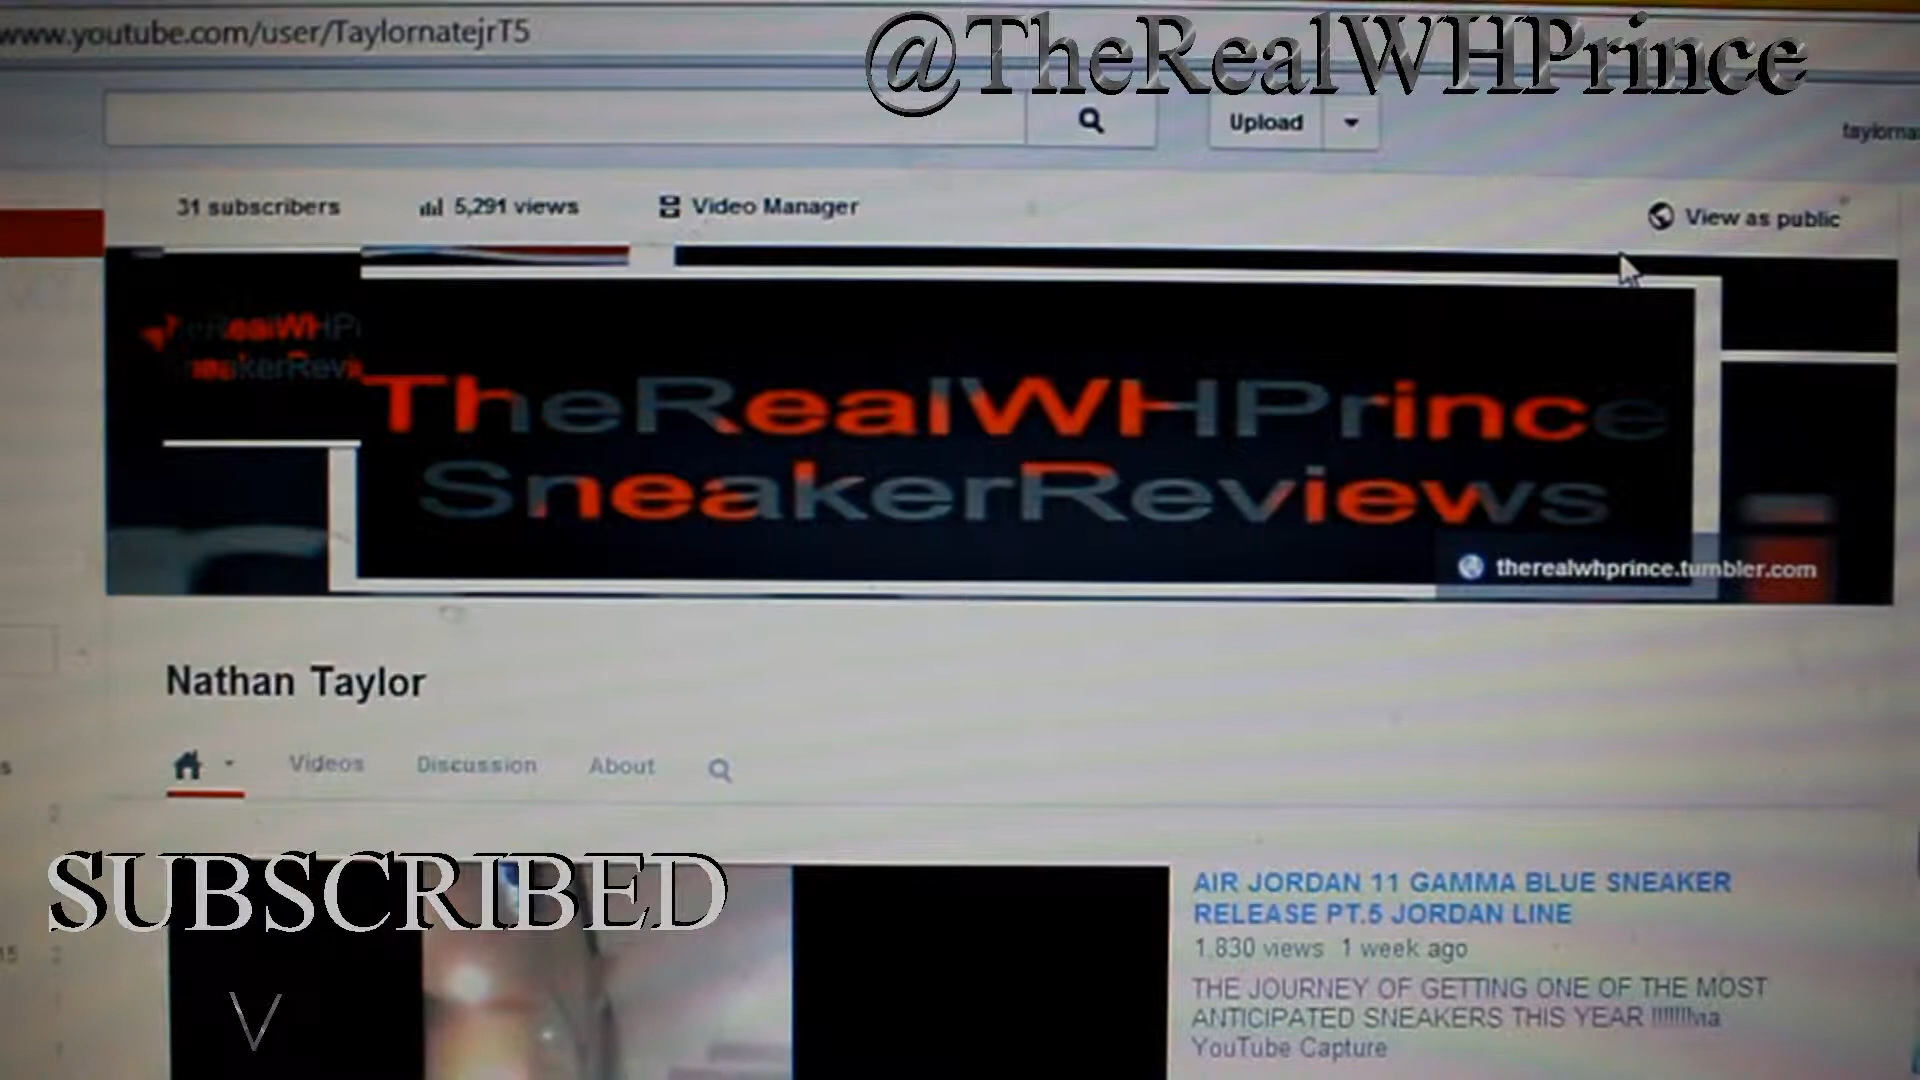 www.youtube.com/user/TaylornatejrT5
@TheRealWHPrince
Upload
31 subscribers
5,291 views
Video Manager
View as public
TheRealWHPrince
SneakerReviews
therealwhprince.tumbler.com
Nathan Taylor
Videos
Discussion
About
SUBSCRIBED
V
AIR JORDAN 11 GAMMA BLUE SNEAKER
RELEASE PT.5 JORDAN LINE
1,830 views 1 week ago
THE JOURNEY OF GETTING ONE OF THE MOST
ANTICIPATED SNEAKERS THIS YEAR !!!!!!!via
YouTube Capture